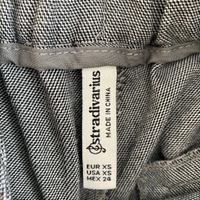 stradivarius
MADE IN CHINA
EUR XS
USA XS
MEX 24